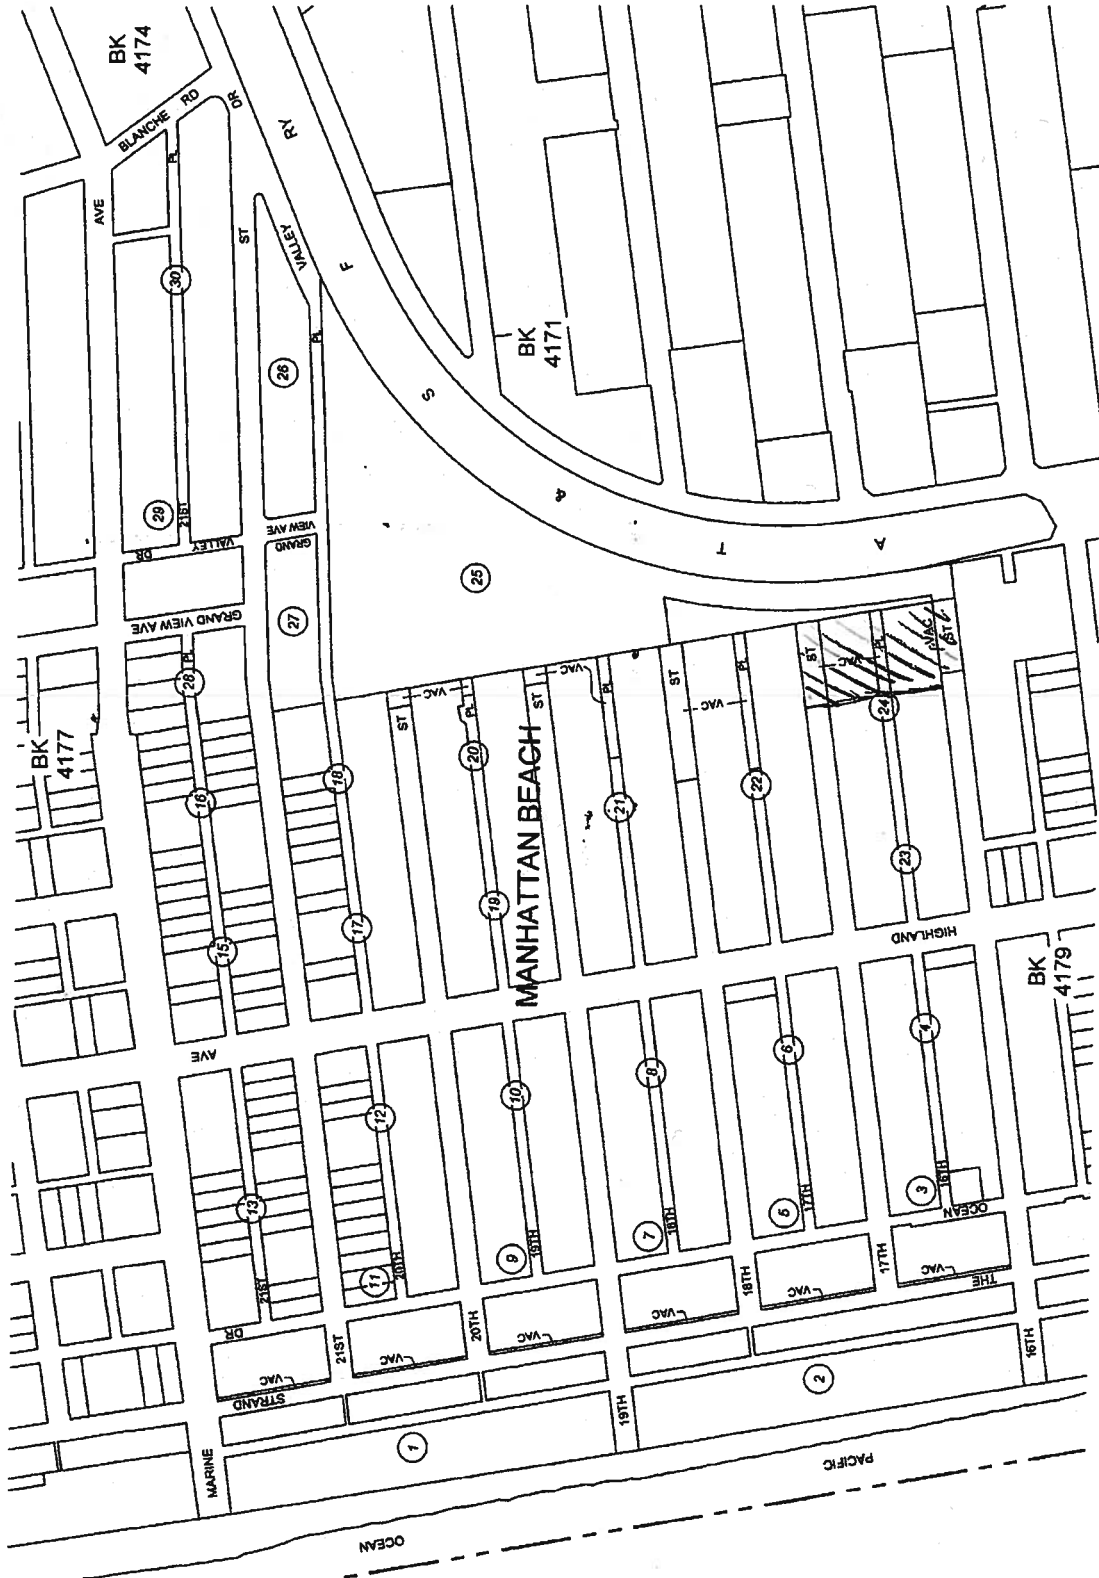 BK
4174
BLANCHE RD
DR
RY
PL
AVE
ST
VALLEY
30
F
PL
26
BK
4171
S
29
21ST
DR
VALLEY
VIEW AVE
GRAND
&
T
A
25
GRAND VIEW AVE
27
PL
28
VAC
ST
PL
VAC
ST
PL
ST
VAC
PL
ST
VAC
PL
VAC
ST
BK
4177
16
18
20
21
22
24
MANHATTAN BEACH
15
17
19
23
HIGHLAND
AVE
BK
4179
13
12
10
8
6
4
21ST
DR
11
20TH
9
19TH
7
18TH
5
17TH
3
16TH
OCEAN
VAC
STRAND
21ST
VAC
20TH
VAC
VAC
18TH
VAC
17TH
VAC
THE
MARINE
1
19TH
2
16TH
OCEAN
PACIFIC